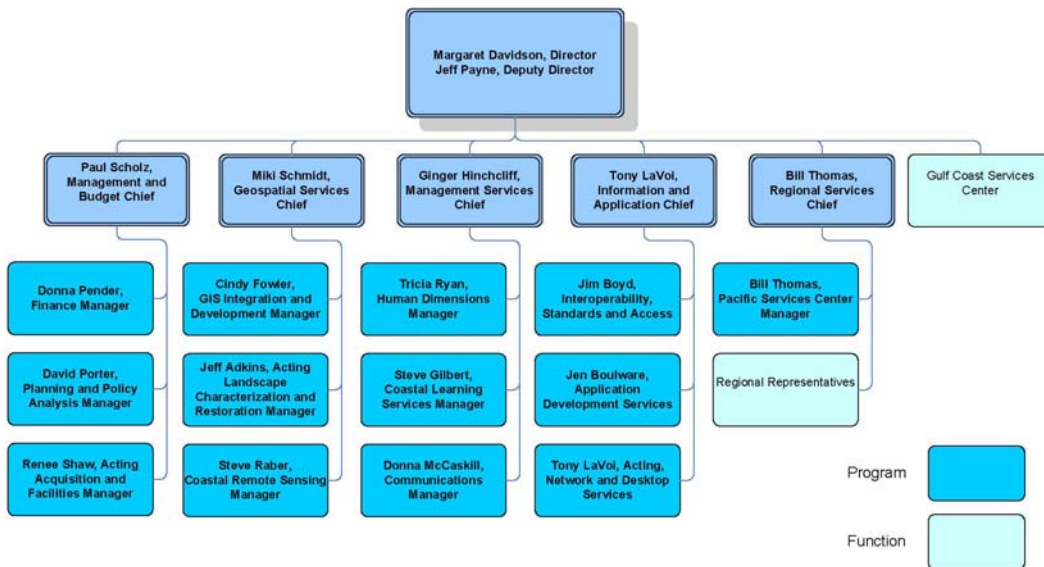 Margaret Davidson, Director
Jeff Payne, Deputy Director
Paul Scholz,
Management and
Budget Chief
Miki Schmidt,
Geospatial Services
Chief
Ginger Hinchcliff,
Management Services
Chief
Tony LaVoi,
Information and
Application Chief
Bill Thomas,
Regional Services
Chief
Gulf Coast Services
Center
Donna Pender,
Finance Manager
Cindy Fowler,
GIS Integration and
Development Manager
Tricia Ryan,
Human Dimensions
Manager
Jim Boyd,
Interoperability,
Standards and Access
Bill Thomas,
Pacific Services Center
Manager
David Porter,
Planning and Policy
Analysis Manager
Jeff Adkins, Acting
Landscape
Characterization and
Restoration Manager
Steve Gilbert,
Coastal Learning
Services Manager
Jen Boulware,
Application
Development Services
Regional Representatives
Renee Shaw, Acting
Acquisition and
Facilities Manager
Steve Raber,
Coastal Remote Sensing
Manager
Donna McCaskill,
Communications
Manager
Tony LaVoi, Acting,
Network and Desktop
Services
Program
Function